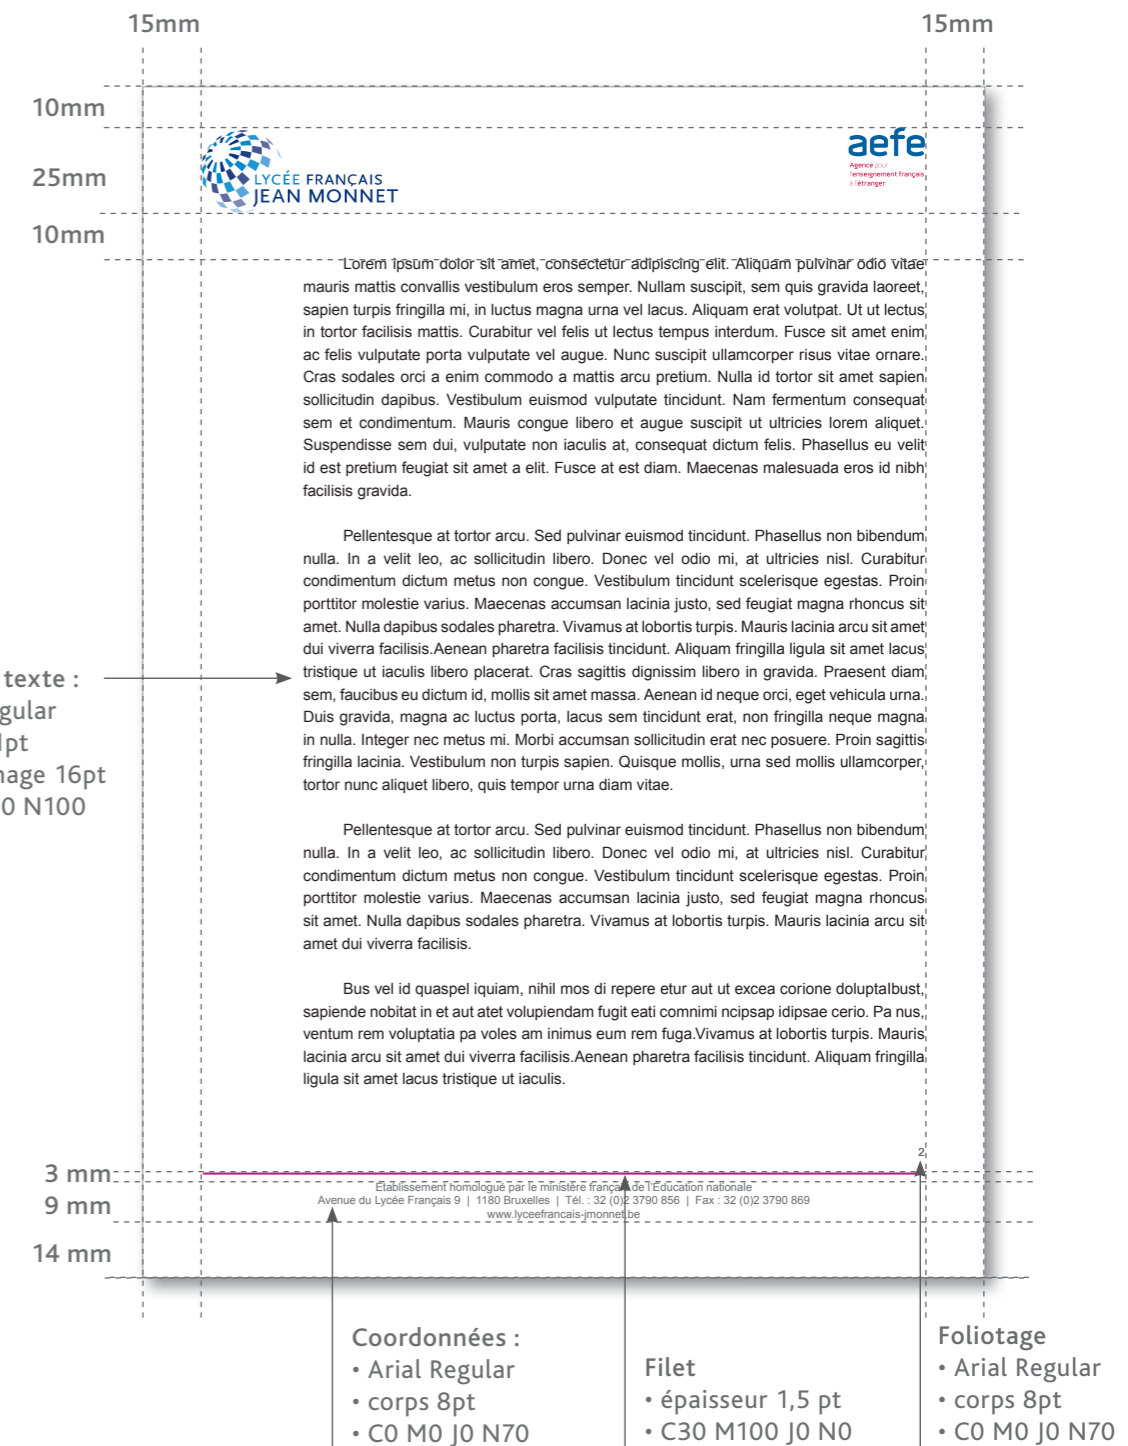 15mm
15mm
10mm
25mm
10mm
LYCÉE FRANÇAIS
JEAN MONNET
aefe
Agence pour
l'enseignement français
à l'étranger
Lorem ipsum dolor sit amet, consectetur adipiscing elit. Aliquam pulvinar odio vitae
mauris mattis convallis vestibulum eros semper. Nullam suscipit, sem quis gravida laoreet,
sapien turpis fringilla mi, in luctus magna urna vel lacus. Aliquam erat volutpat. Ut ut lectus
in tortor facilisis mattis. Curabitur vel felis ut lectus tempus interdum. Fusce sit amet enim
ac felis vulputate porta vulputate vel augue. Nunc suscipit ullamcorper risus vitae ornare.
Cras sodales orci a enim commodo a mattis arcu pretium. Nulla id tortor sit amet sapien
sollicitudin dapibus. Vestibulum euismod vulputate tincidunt. Nam fermentum consequat
sem et condimentum. Mauris congue libero et augue suscipit ut ultricies lorem aliquet.
Suspendisse sem dui, vulputate non iaculis at, consequat dictum felis. Phasellus eu velit
id est pretium feugiat sit amet a elit. Fusce at est diam. Maecenas malesuada eros id nibh
facilisis gravida.
Pellentesque at tortor arcu. Sed pulvinar euismod tincidunt. Phasellus non bibendum
nulla. In a velit leo, ac sollicitudin libero. Donec vel odio mi, at ultricies nisl. Curabitur
condimentum dictum metus non congue. Vestibulum tincidunt scelerisque egestas. Proin
porttitor molestie varius. Maecenas accumsan lacinia justo, sed feugiat magna rhoncus sit
amet. Nulla dapibus sodales pharetra. Vivamus at lobortis turpis. Mauris lacinia arcu sit amet
dui viverra facilisis.Aenean pharetra facilisis tincidunt. Aliquam fringilla ligula sit amet lacus
tristique ut iaculis libero placerat. Cras sagittis dignissim libero in gravida. Praesent diam
sem, faucibus eu dictum id, mollis sit amet massa. Aenean id neque orci, eget vehicula urna.
Duis gravida, magna ac luctus porta, lacus sem tincidunt erat, non fringilla neque magna
in nulla. Integer nec metus mi. Morbi accumsan sollicitudin erat nec posuere. Proin sagittis
fringilla lacinia. Vestibulum non turpis sapien. Quisque mollis, urna sed mollis ullamcorper,
tortor nunc aliquet libero, quis tempor urna diam vitae.
texte :
gular
pt
nage 16pt
0 N100
Pellentesque at tortor arcu. Sed pulvinar euismod tincidunt. Phasellus non bibendum
nulla. In a velit leo, ac sollicitudin libero. Donec vel odio mi, at ultricies nisl. Curabitur
condimentum dictum metus non congue. Vestibulum tincidunt scelerisque egestas. Proin
porttitor molestie varius. Maecenas accumsan lacinia justo, sed feugiat magna rhoncus
sit amet. Nulla dapibus sodales pharetra. Vivamus at lobortis turpis. Mauris lacinia arcu sit
amet dui viverra facilisis.
Bus vel id quaspel iquiam, nihil mos di repere etur aut ut excea corione doluptaIbust,
sapiende nobitat in et aut atet volupiendam fugit eati comnimi ncipsap idipsae cerio. Pa nus,
ventum rem voluptatia pa voles am inimus eum rem fuga.Vivamus at lobortis turpis. Mauris
lacinia arcu sit amet dui viverra facilisis.Aenean pharetra facilisis tincidunt. Aliquam fringilla
ligula sit amet lacus tristique ut iaculis.
2
3 mm
9 mm
14 mm
Établissement homologué par le ministère français de l'Éducation nationale
Avenue du Lycée Français 9 | 1180 Bruxelles | Tél. : 32 (0)2 3790 856 | Fax : 32 (0)2 3790 869
www.lyceefrancais-jmonnet.be
Coordonnées :
• Arial Regular
• corps 8pt
• C0 M0 J0 N70
Filet
• épaisseur 1,5 pt
• C30 M100 J0 N0
Foliotage
• Arial Regular
• corps 8pt
• C0 M0 J0 N70